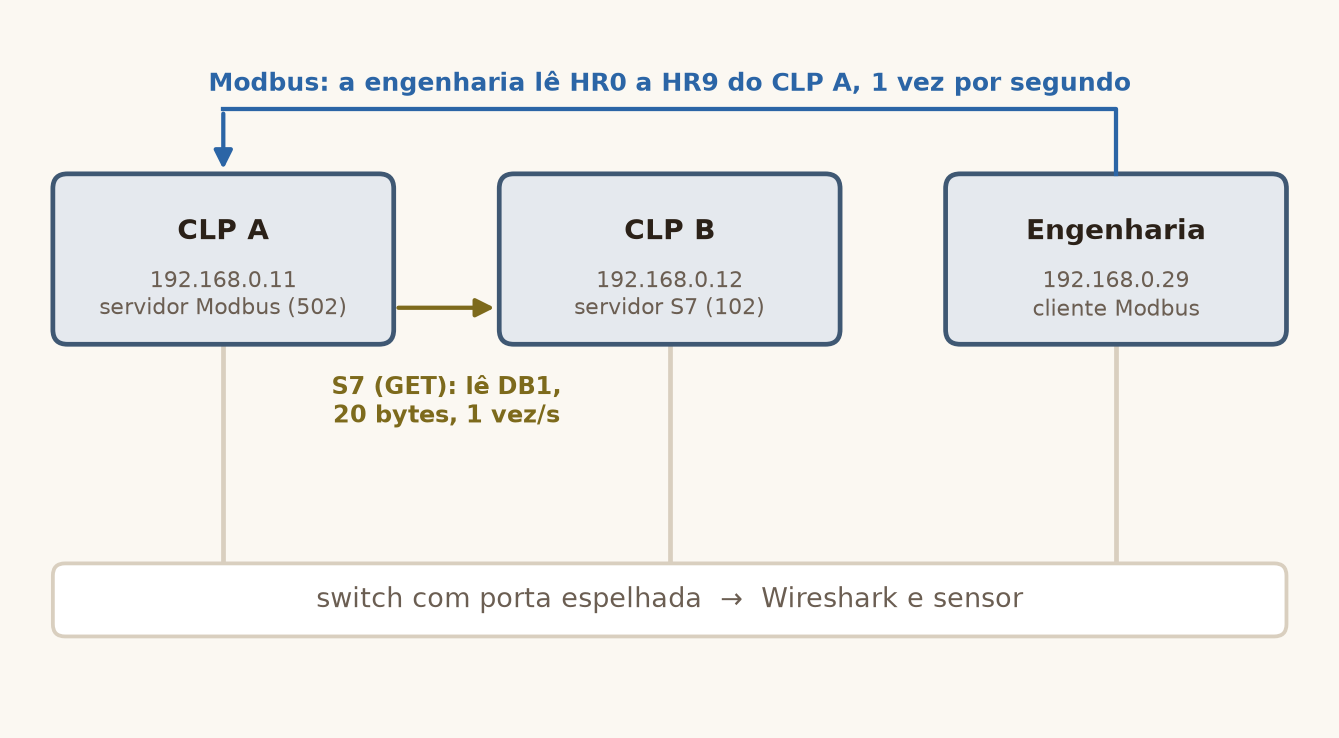 Modbus: a engenharia lê HR0 a HR9 do CLP A, 1 vez por segundo
CLP A
192.168.0.11
servidor Modbus (502)
CLP B
192.168.0.12
servidor S7 (102)
Engenharia
192.168.0.29
cliente Modbus
S7 (GET): lê DB1,
20 bytes, 1 vez/s
switch com porta espelhada → Wireshark e sensor